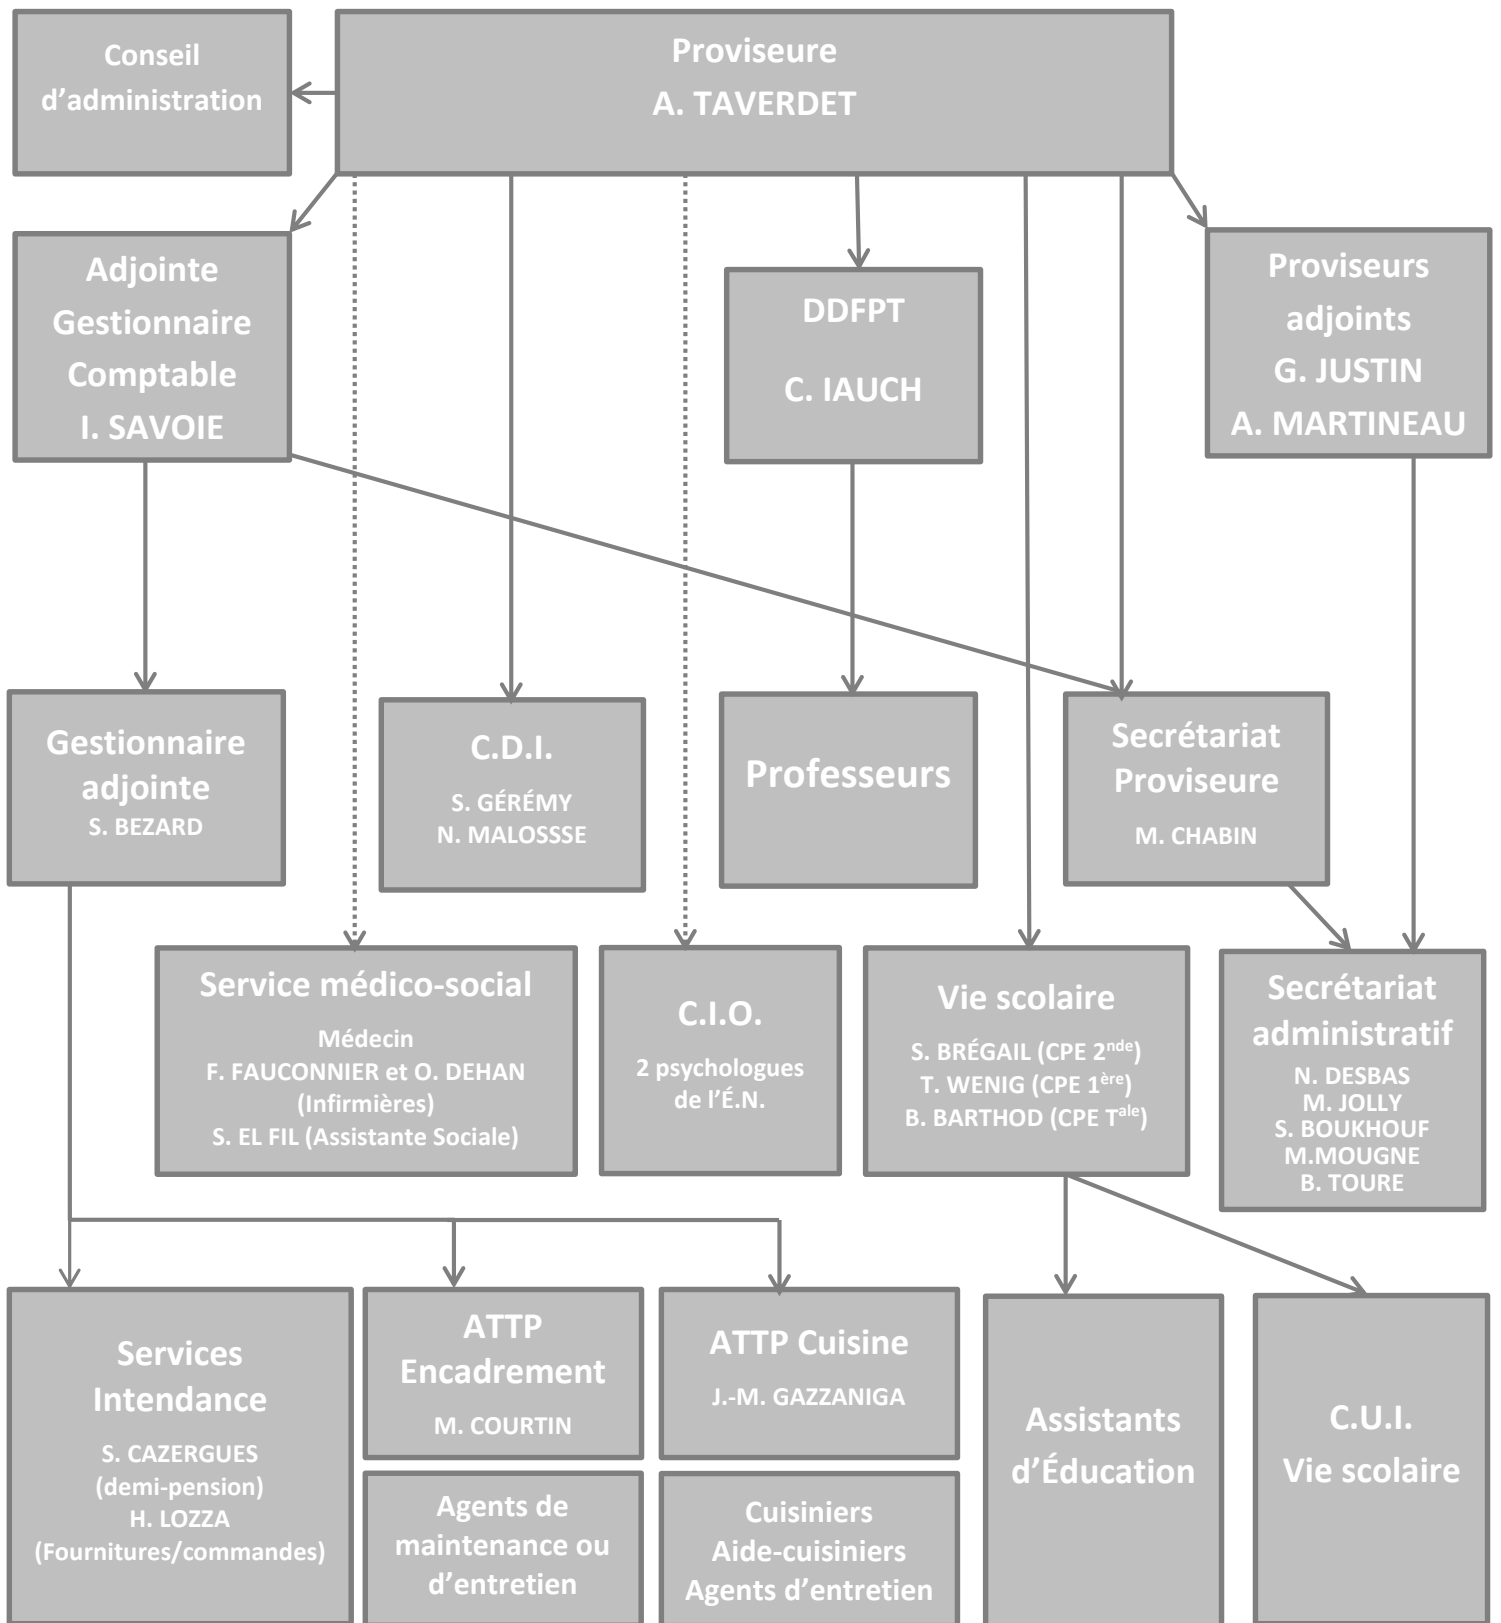 Conseil
d’administration
Proviseure
A. TAVERDET
Adjointe
Gestionnaire
Comptable
I. SAVOIE
DDFPT
C. IAUCH
Proviseurs
adjoints
G. JUSTIN
A. MARTINEAU
Gestionnaire
adjointe
S. BEZARD
C.D.I.
S. GÉRÉMY
N. MALOSSSE
Professeurs
Secrétariat
Proviseure
M. CHABIN
Service médico-social
Médecin
F. FAUCONNIER et O. DEHAN
(Infirmières)
S. EL FIL (Assistante Sociale)
C.I.O.
2 psychologues
de l’É.N.
Vie scolaire
S. BRÉGAIL (CPE 2nde)
T. WENIG (CPE 1ère)
B. BARTHOD (CPE Tale)
Secrétariat
administratif
N. DESBAS
M. JOLLY
S. BOUKHOUF
M.MOUGNE
B. TOURE
Services
Intendance
S. CAZERGUES
(demi-pension)
H. LOZZA
(Fournitures/commandes)
ATTP
Encadrement
M. COURTIN
Agents de
maintenance ou
d’entretien
ATTP Cuisine
J.-M. GAZZANIGA
Cuisiniers
Aide-cuisiniers
Agents d’entretien
Assistants
d’Éducation
C.U.I.
Vie scolaire